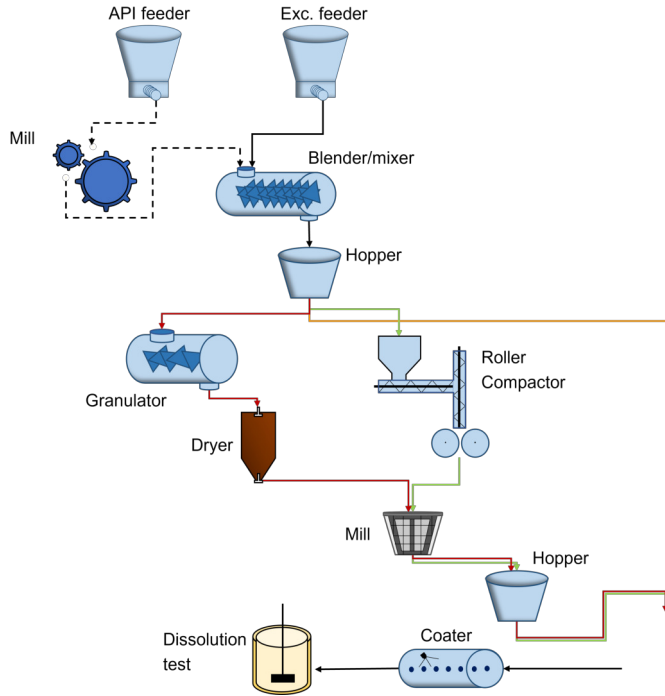 API feeder
Exc. feeder
Mill
Blender/mixer
Hopper
Roller
Compactor
Granulator
Dryer
Mill
Hopper
Coater
Dissolution
test